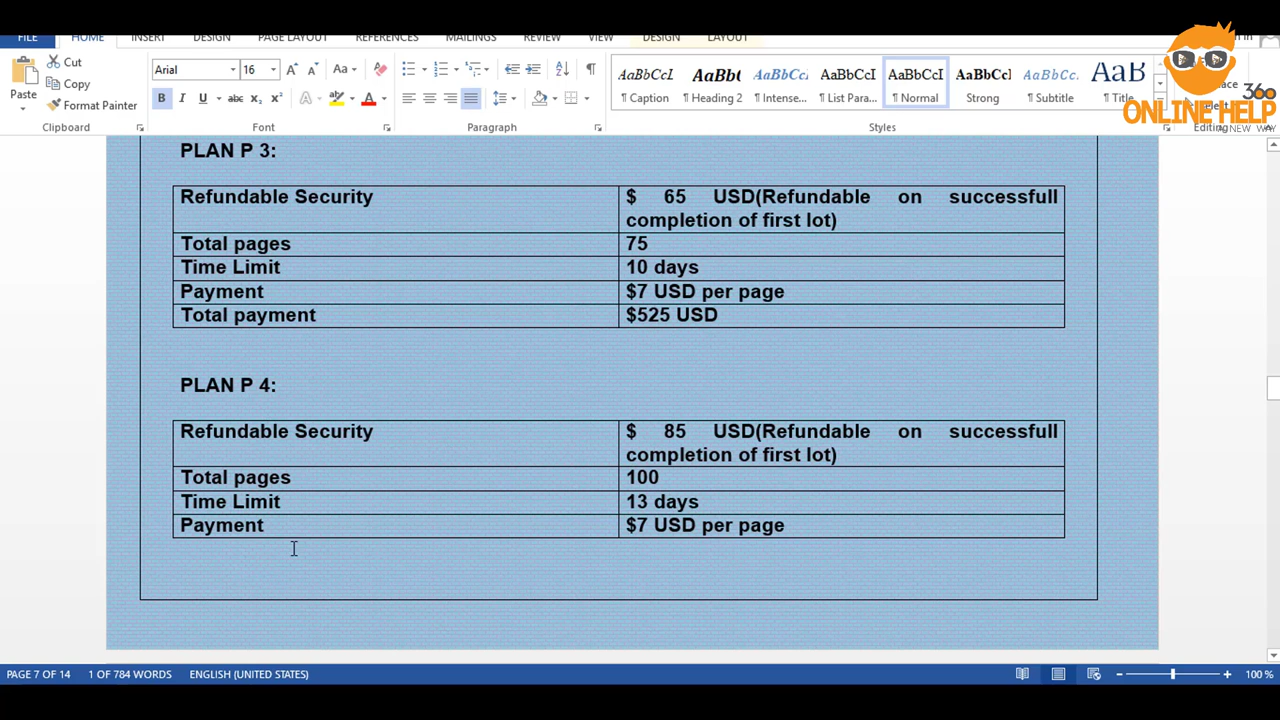 FILE HOME INSERT DESIGN PAGE LAYOUT REFERENCES MAILINGS REVIEW VIEW DESIGN LAYOUT
Cut
Copy
Format Painter
Paste
Clipboard
Arial 16
Font
Paragraph
AaBbCcL AaBbC AaBbCc AaBbCcI AaBbCcI AaBbCcI AaBbCcL AaB
¶ Caption ¶ Heading 2 ¶ Intense... ¶ List Para... ¶ Normal Strong ¶ Subtitle ¶ Title
Styles
Editing
360
ONLINE HELP
A NEW WAY
PLAN P 3:
Refundable Security $ 65 USD(Refundable on successfull
completion of first lot)
Total pages 75
Time Limit 10 days
Payment $7 USD per page
Total payment $525 USD
PLAN P 4:
Refundable Security $ 85 USD(Refundable on successfull
completion of first lot)
Total pages 100
Time Limit 13 days
Payment $7 USD per page
PAGE 7 OF 14 1 OF 784 WORDS ENGLISH (UNITED STATES) 100 %